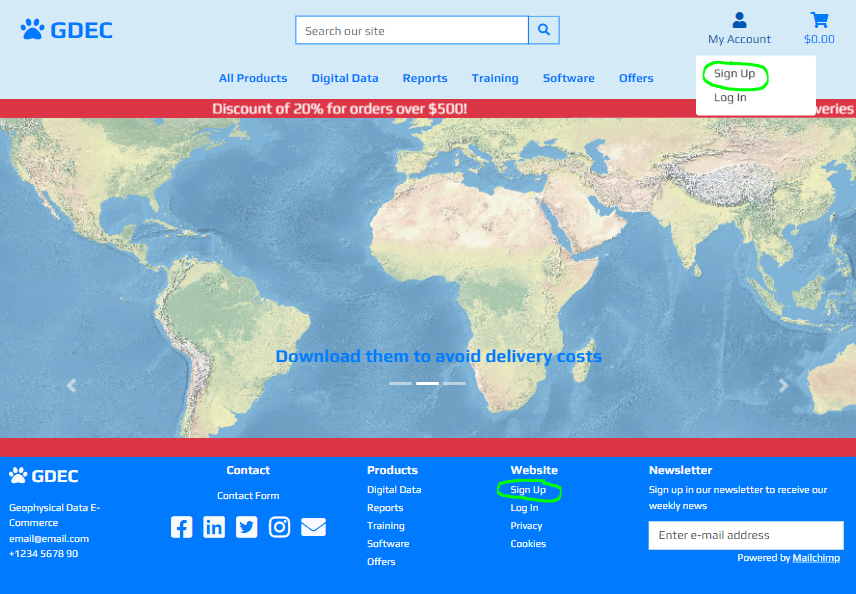 GDEC
Search our site
My Account
$0.00
Sign Up
Log In
All Products
Digital Data
Reports
Training
Software
Offers
Discount of 20% for orders over $500!
veries
Download them to avoid delivery costs
GDEC
Geophysical Data E-
Commerce
email@email.com
+1234 5678 90
Contact
Contact Form
Products
Digital Data
Reports
Training
Software
Offers
Website
Sign Up
Log In
Privacy
Cookies
Newsletter
Sign up in our newsletter to receive our
weekly news
Enter e-mail address
Powered by Mailchimp